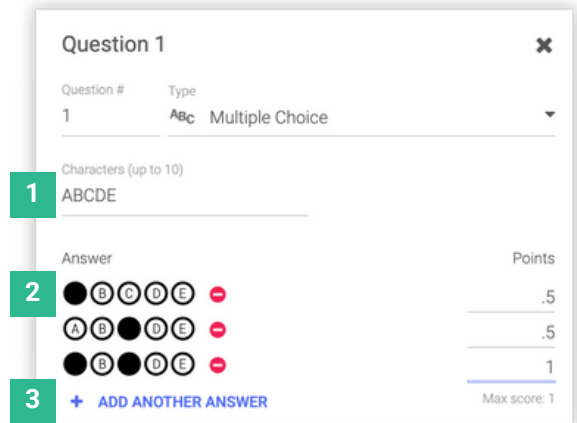 Question 1
Question # Type
1 ABC Multiple Choice
Characters (up to 10)
1 ABCDE
Answer Points
2 B C D E .5
A B D E .5
B D E 1
3 + ADD ANOTHER ANSWER Max score: 1